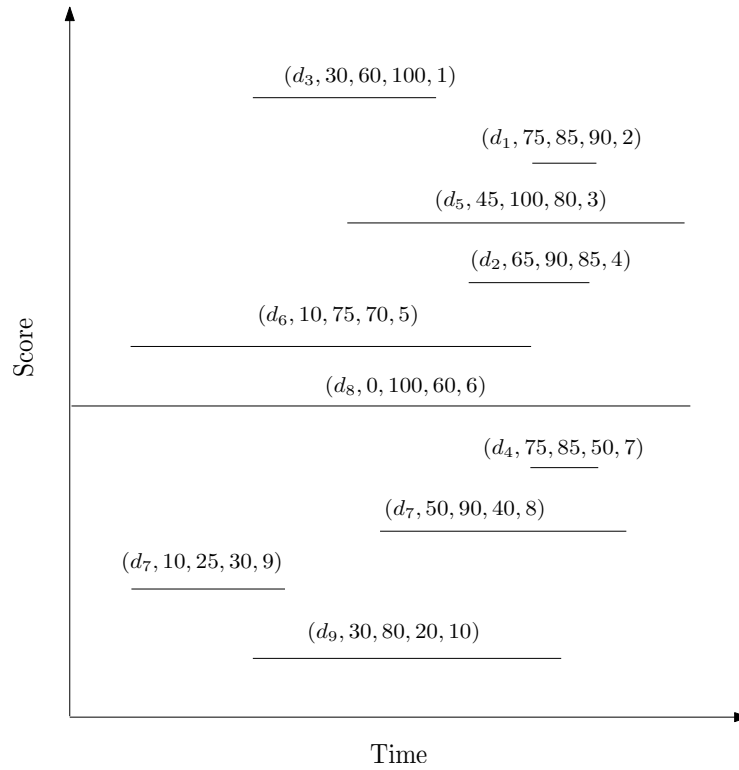 (d₃, 30, 60, 100, 1)
(d₁, 75, 85, 90, 2)
(d₅, 45, 100, 80, 3)
(d₂, 65, 90, 85, 4)
(d₆, 10, 75, 70, 5)
Score
(d₈, 0, 100, 60, 6)
(d₄, 75, 85, 50, 7)
(d₇, 50, 90, 40, 8)
(d₇, 10, 25, 30, 9)
(d₉, 30, 80, 20, 10)
Time